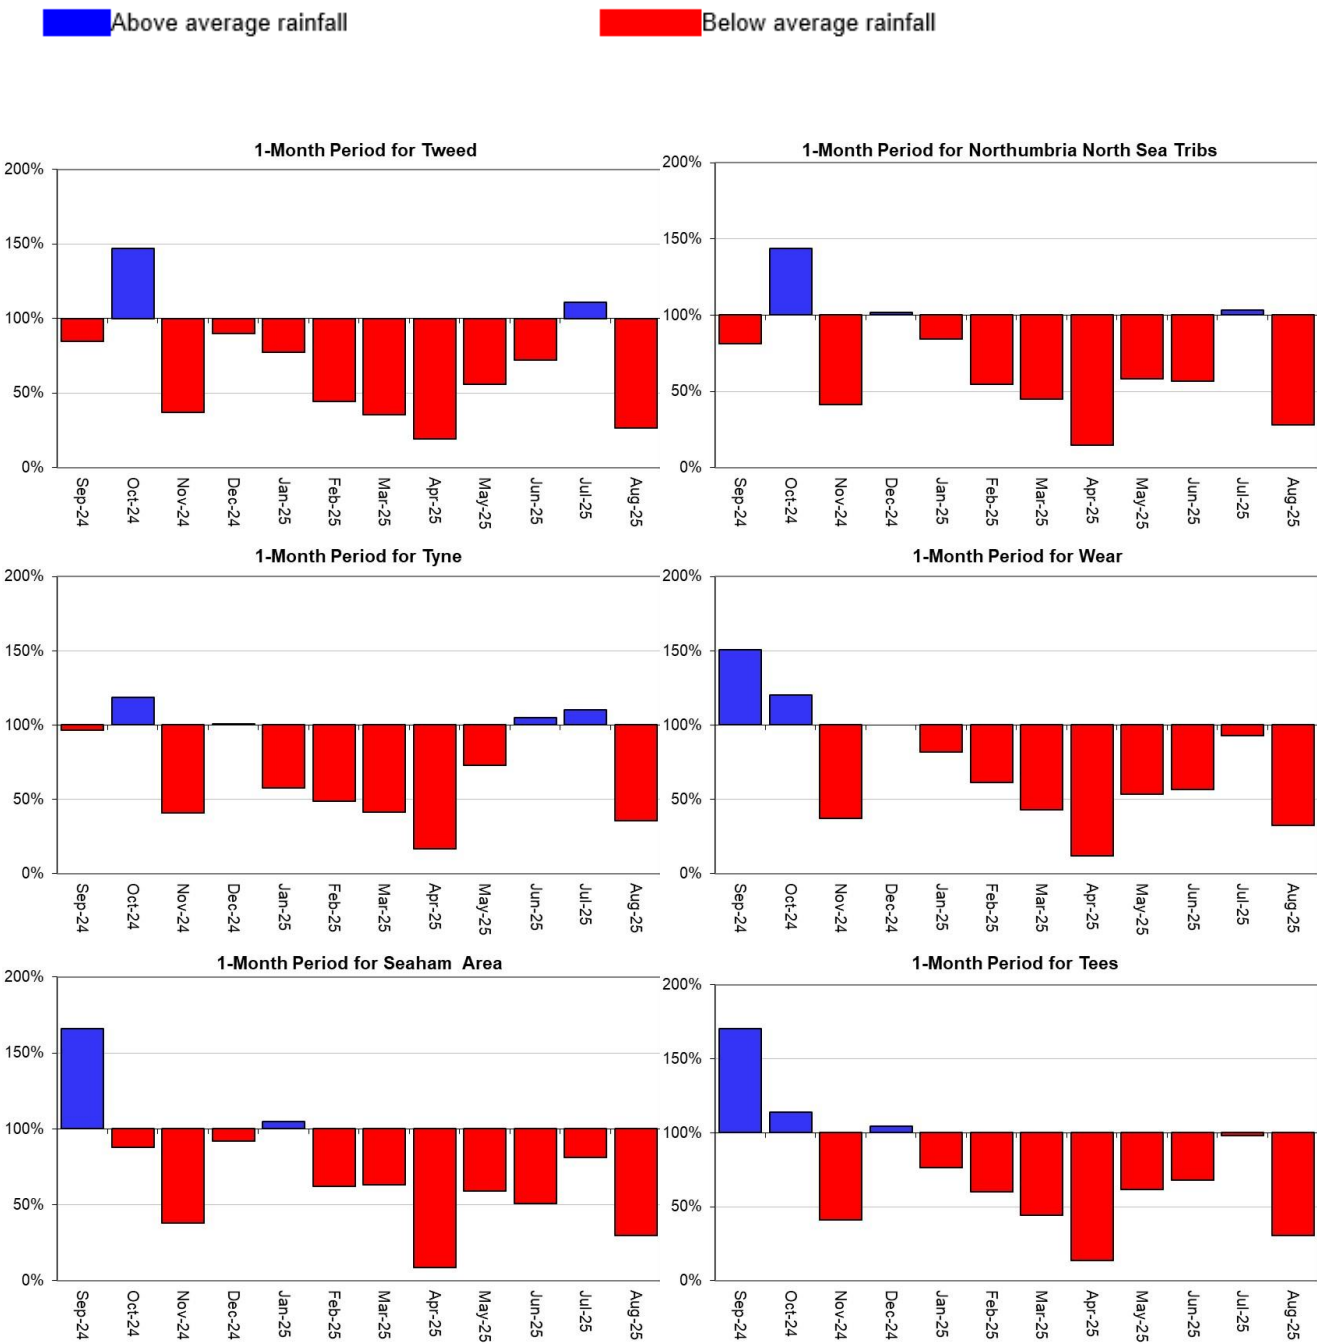 Above average rainfall
Below average rainfall
1-Month Period for Tweed
200%
150%
100%
50%
0%
Sep-24
Oct-24
Nov-24
Dec-24
Jan-25
Feb-25
Mar-25
Apr-25
May-25
Jun-25
Jul-25
Aug-25
1-Month Period for Northumbria North Sea Tribs
200%
150%
100%
50%
0%
Sep-24
Oct-24
Nov-24
Dec-24
Jan-25
Feb-25
Mar-25
Apr-25
May-25
Jun-25
Jul-25
Aug-25
1-Month Period for Tyne
200%
150%
100%
50%
0%
Sep-24
Oct-24
Nov-24
Dec-24
Jan-25
Feb-25
Mar-25
Apr-25
May-25
Jun-25
Jul-25
Aug-25
1-Month Period for Wear
200%
150%
100%
50%
0%
Sep-24
Oct-24
Nov-24
Dec-24
Jan-25
Feb-25
Mar-25
Apr-25
May-25
Jun-25
Jul-25
Aug-25
1-Month Period for Seaham  Area
200%
150%
100%
50%
0%
Sep-24
Oct-24
Nov-24
Dec-24
Jan-25
Feb-25
Mar-25
Apr-25
May-25
Jun-25
Jul-25
Aug-25
1-Month Period for Tees
200%
150%
100%
50%
0%
Sep-24
Oct-24
Nov-24
Dec-24
Jan-25
Feb-25
Mar-25
Apr-25
May-25
Jun-25
Jul-25
Aug-25